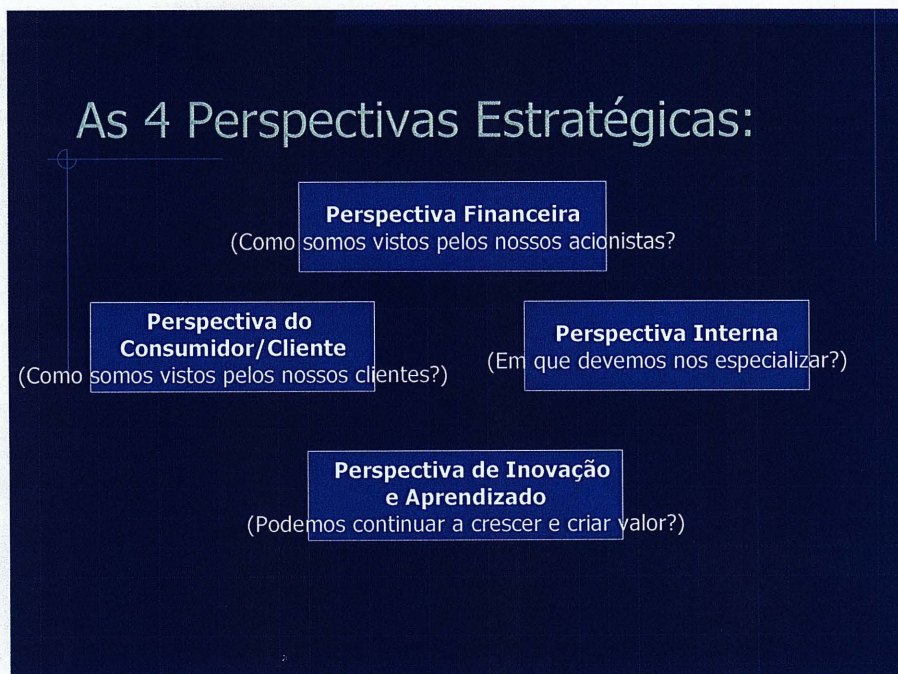 As 4 Perspectivas Estratégicas:
Perspectiva Financeira
(Como somos vistos pelos nossos acionistas?
Perspectiva do
Consumidor/Cliente
(Como somos vistos pelos nossos clientes?)
Perspectiva Interna
(Em que devemos nos especializar?)
Perspectiva de Inovação
e Aprendizado
(Podemos continuar a crescer e criar valor?)